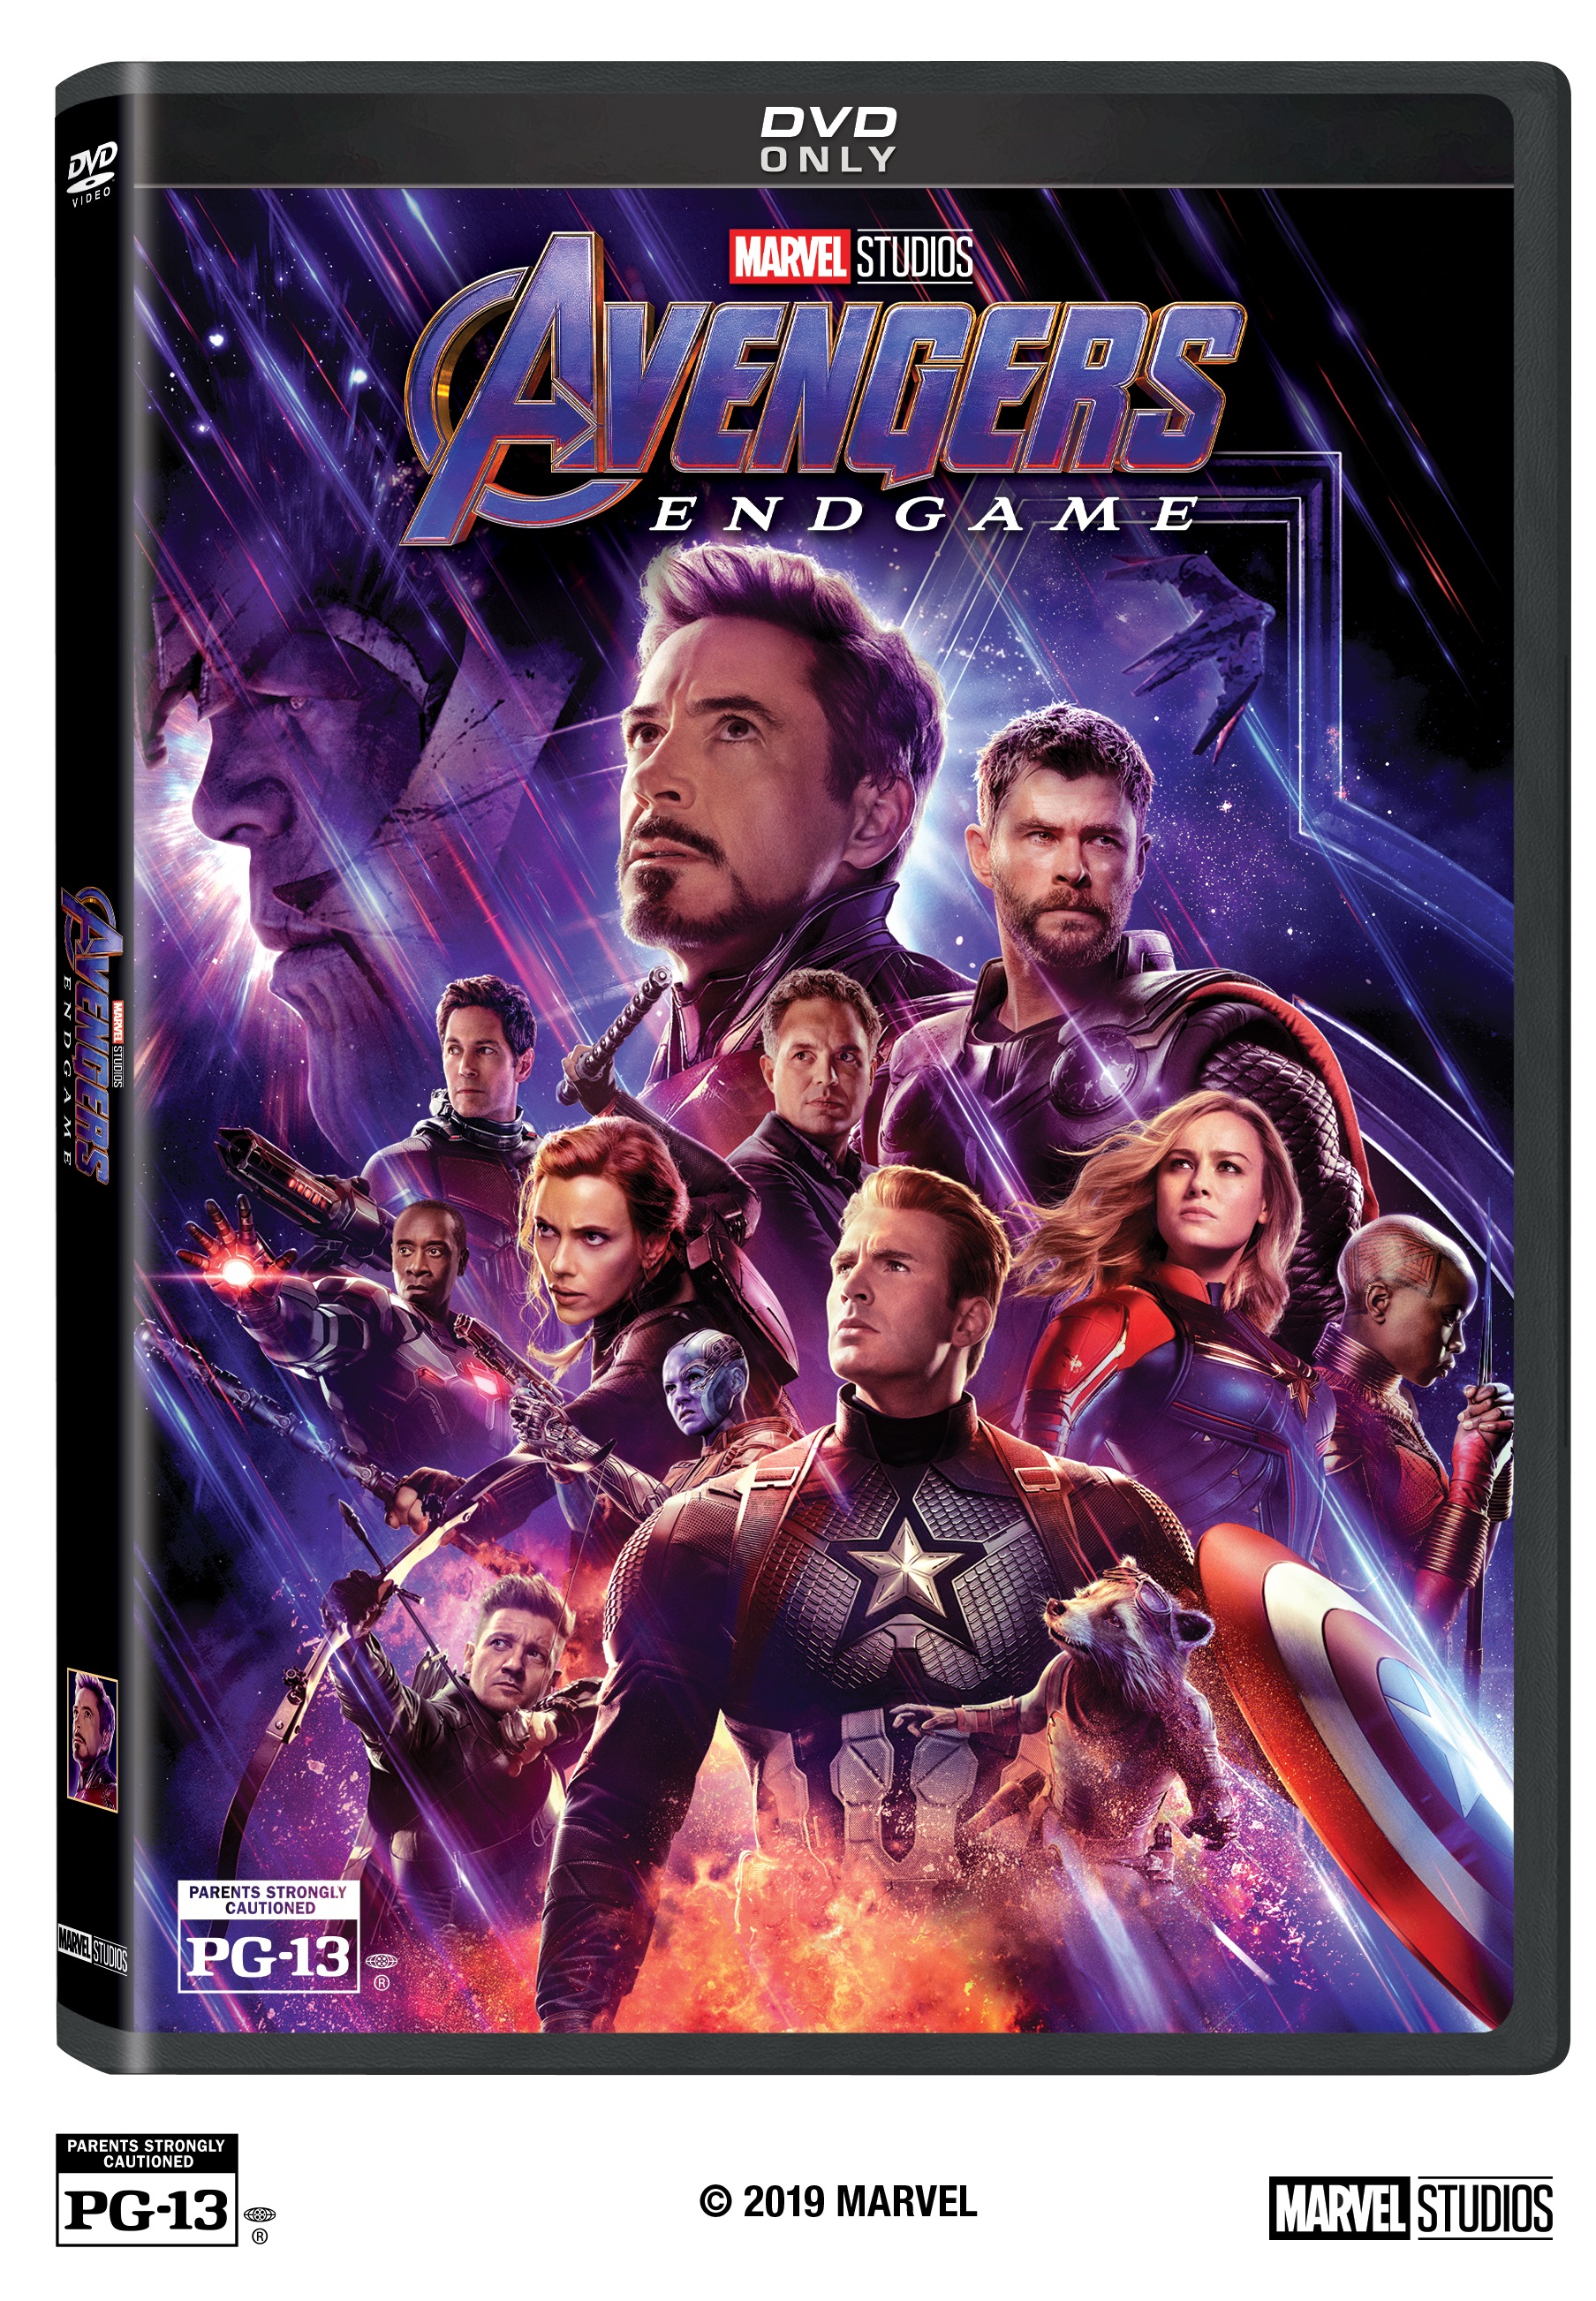 DVD
ONLY
DVD
VIDEO
MARVEL STUDIOS
AVENGERS
ENDGAME
MARVEL STUDIOS
AVENGERS
ENDGAME
PARENTS STRONGLY
CAUTIONED
PG-13
®
MARVEL STUDIOS
PARENTS STRONGLY
CAUTIONED
PG-13
®
© 2019 MARVEL
MARVEL STUDIOS